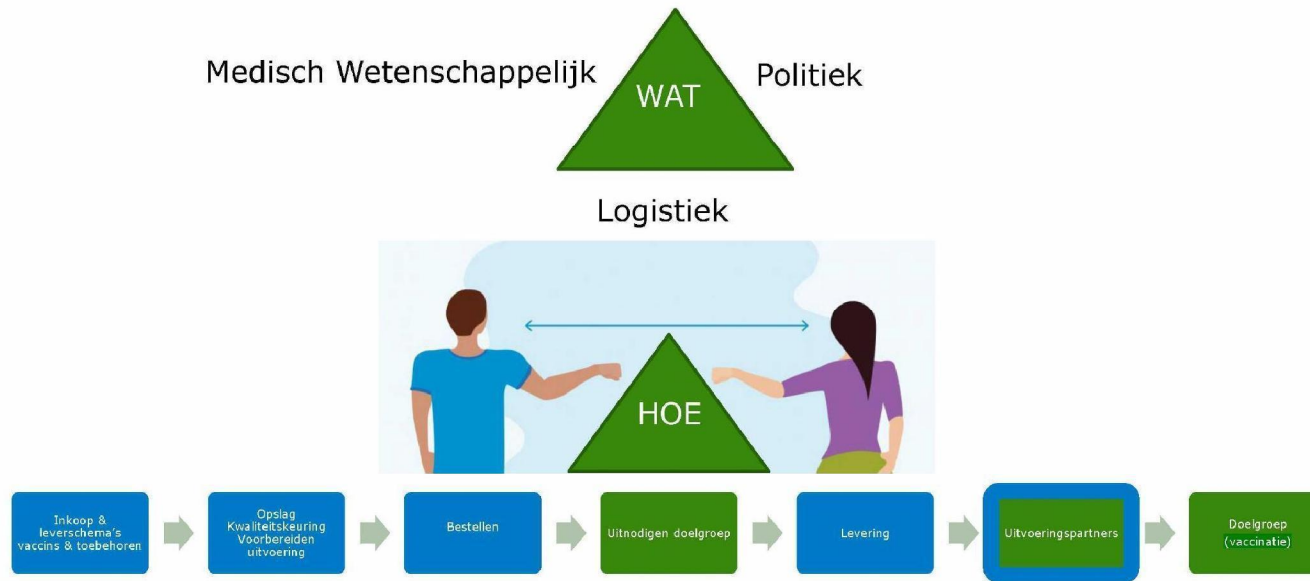 Medisch Wetenschappelijk
WAT
Politiek
Logistiek
HOE
Inkoop &
leverschema's
vaccins & toebehoren
Opslag
Kwaliteitskeuring
Voorbereiden
uitvoering
Bestellen
Uitnodigen doelgroep
Levering
Uitvoeringspartners
Doelgroep
(vaccinatie)